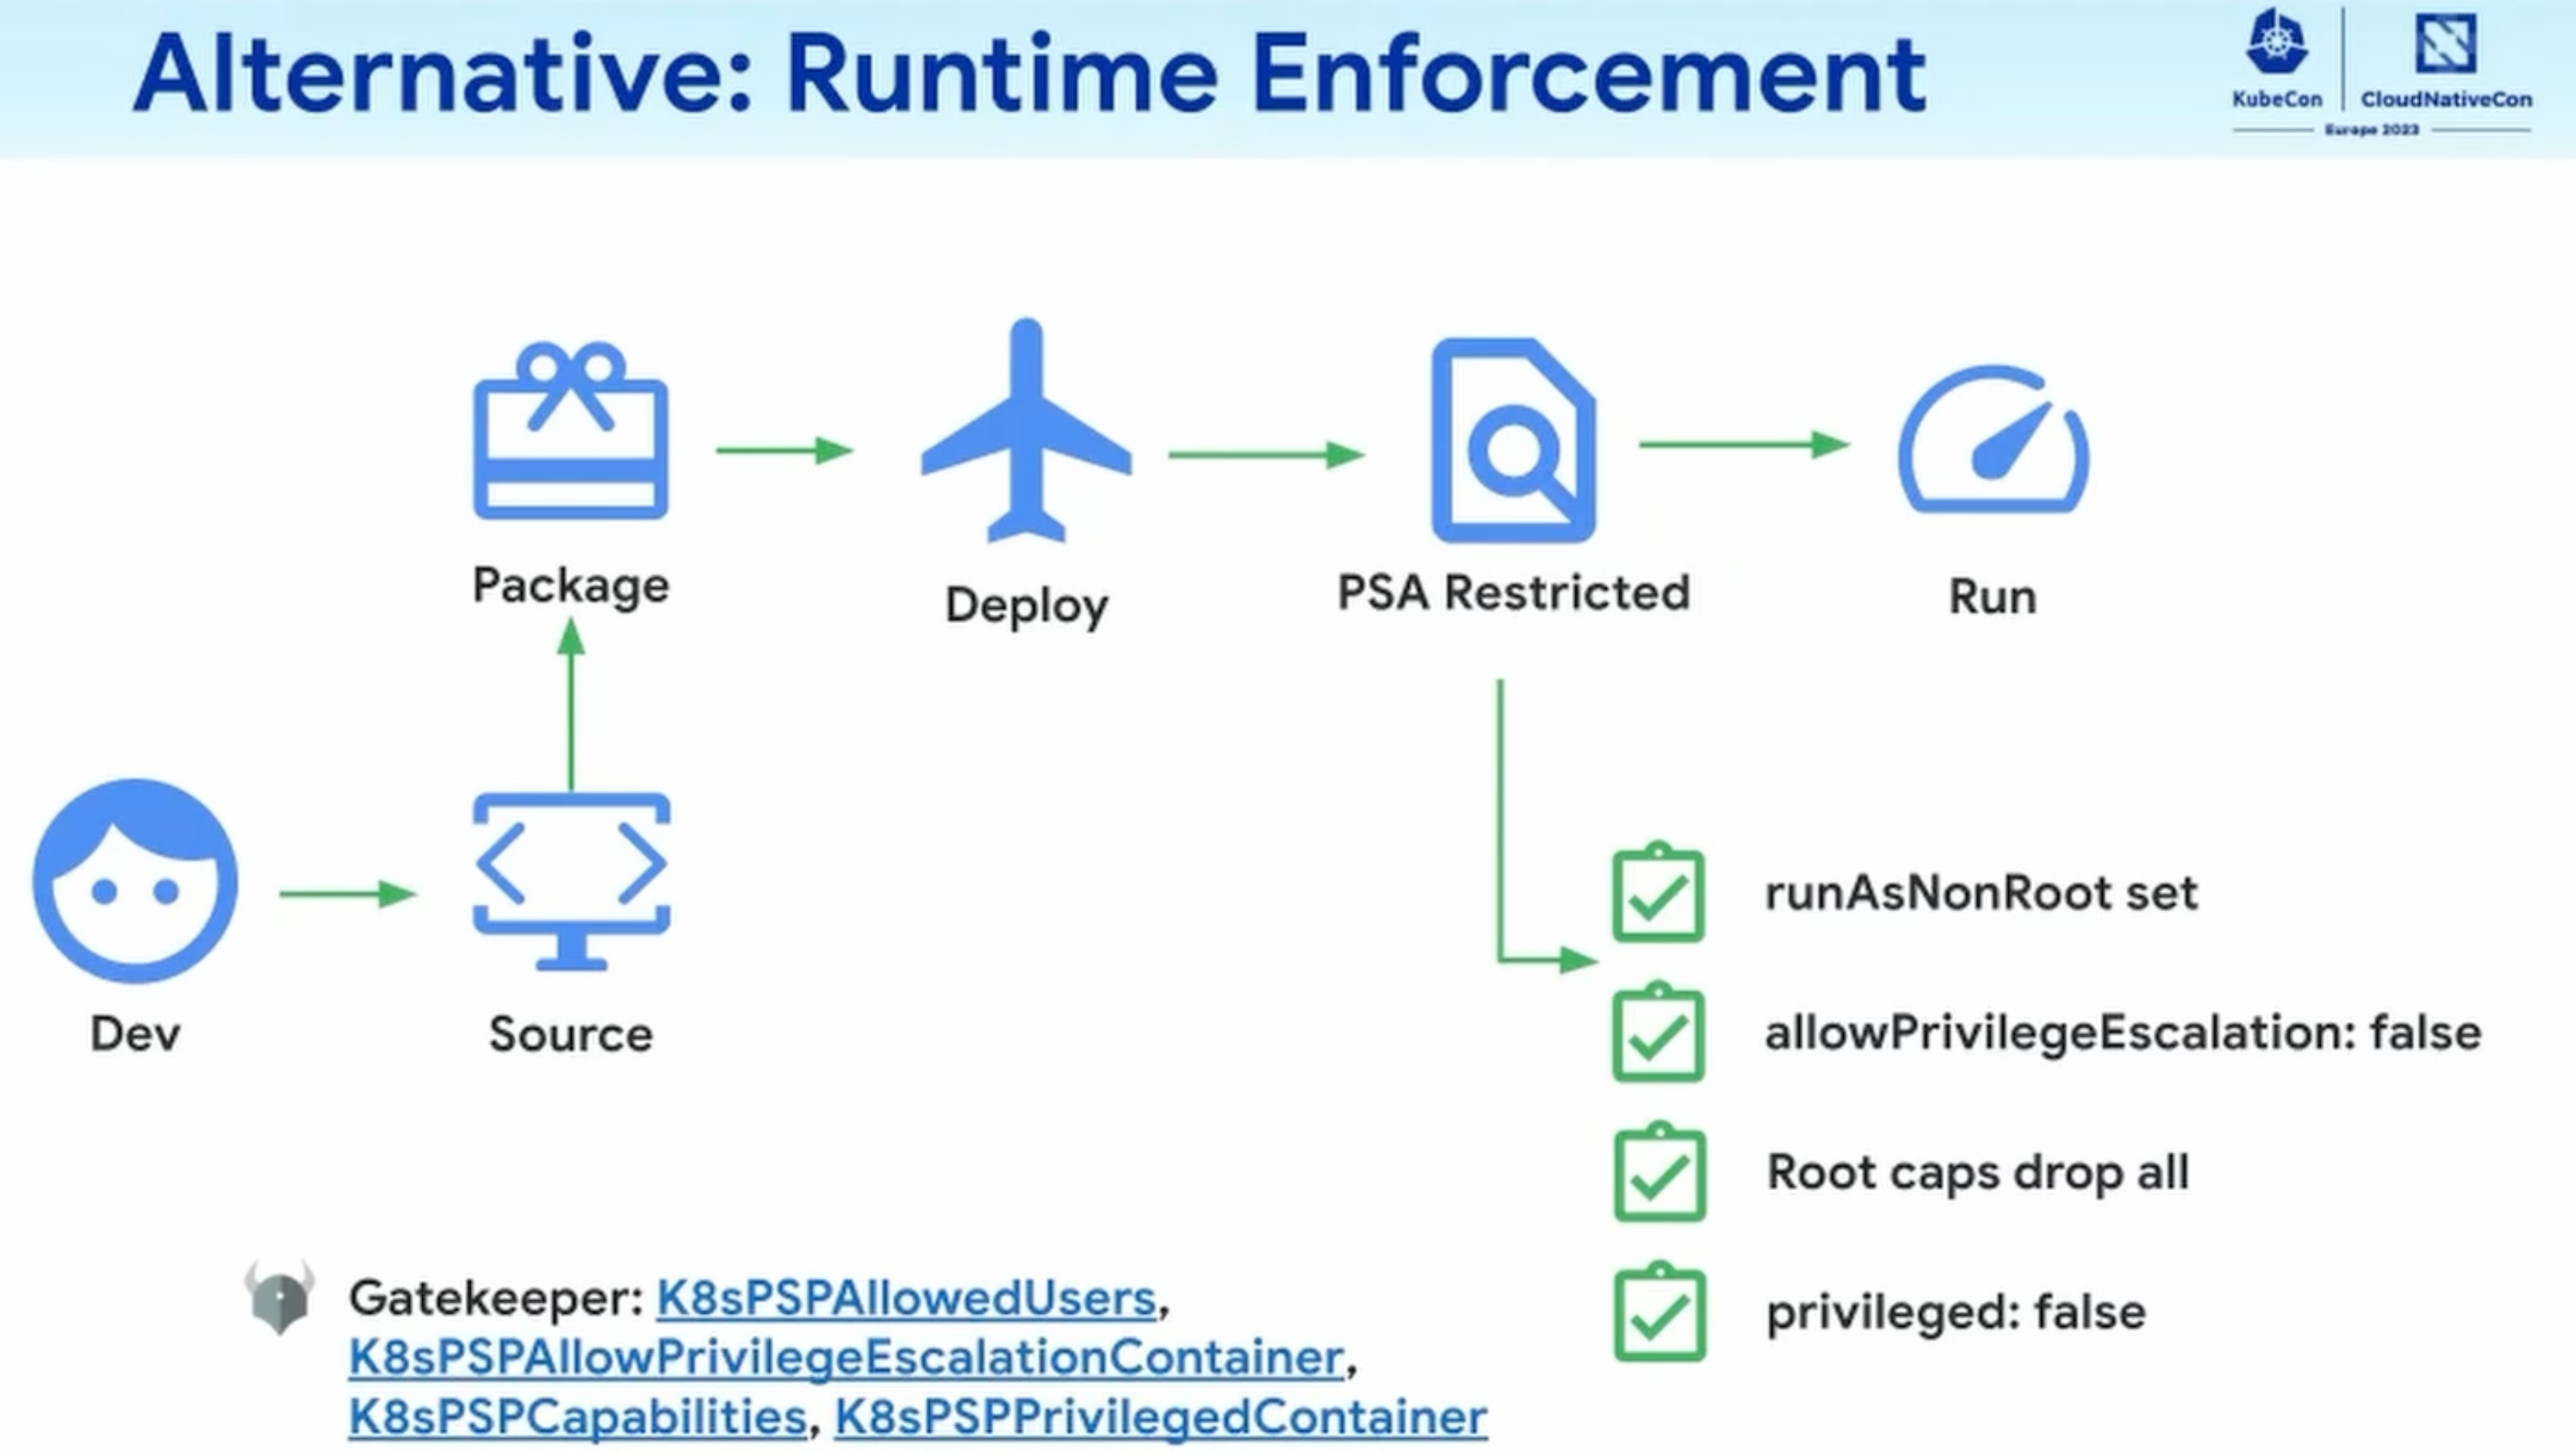 Alternative: Runtime Enforcement
KubeCon
CloudNativeCon
Europe 2023
Package
Deploy
PSA Restricted
Run
Dev
Source
runAsNonRoot set
allowPrivilegeEscalation: false
Root caps drop all
privileged: false
Gatekeeper: K8sPSPAllowedUsers,
K8sPSPAllowPrivilegeEscalationContainer,
K8sPSPCapabilities, K8sPSPPrivilegedContainer